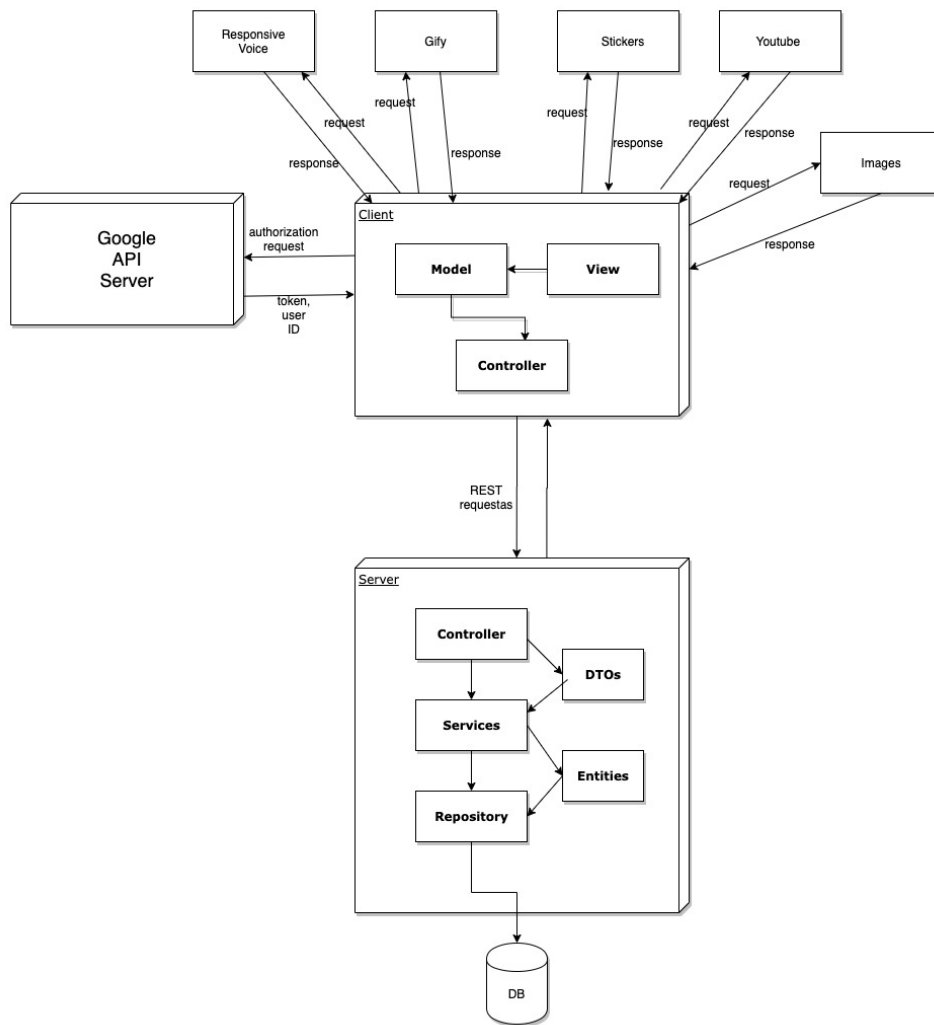 Responsive
Voice
Gify
Stickers
Youtube
request
request
request
request
response
response
response
response
Images
request
response
Google
API
Server
authorization
request
token,
user
ID
Client
Model
View
Controller
REST
requestas
Server
Controller
DTOs
Services
Entities
Repository
DB